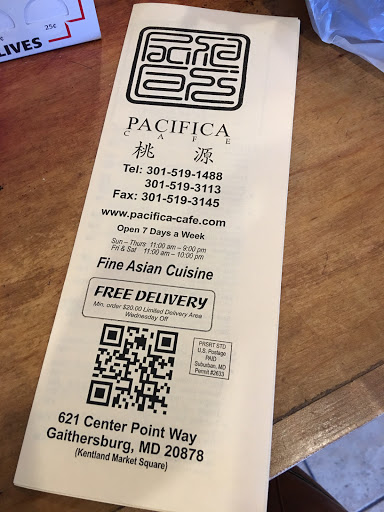 LIVES
25¢
Pacifica
Cafe
PACIFICA
CAFE
桃 源
Tel: 301-519-1488
301-519-3113
Fax: 301-519-3145
www.pacifica-cafe.com
Open 7 Days a Week
Sun – Thurs 11:00 am – 9:00 pm
Fri & Sat 11:00 am – 10:00 pm
Fine Asian Cuisine
FREE DELIVERY
Min. order $20.00 Limited Delivery Area
Wednesday Off
PRSRT STD
U.S. Postage
PAID
Suburban, MD
Permit #2633
621 Center Point Way
Gaithersburg, MD 20878
(Kentland Market Square)